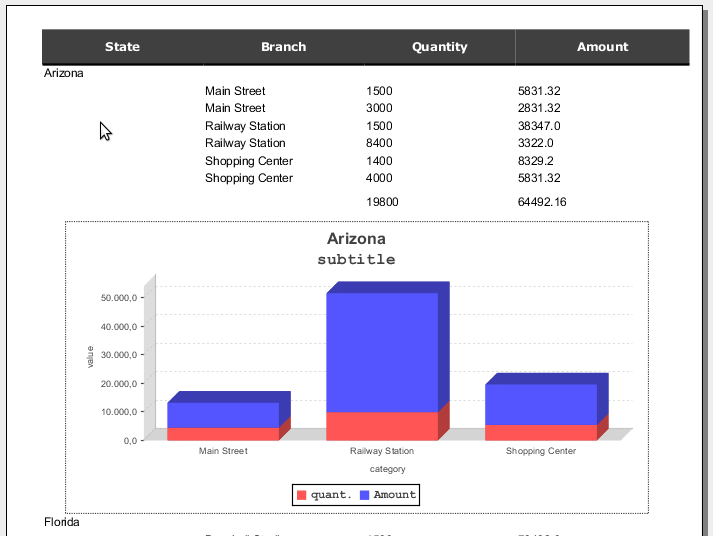 State Branch Quantity Amount
Arizona
Main Street 1500 5831.32
Main Street 3000 2831.32
Railway Station 1500 38347.0
Railway Station 8400 3322.0
Shopping Center 1400 8329.2
Shopping Center 4000 5831.32
19800 64492.16
Arizona
subtitle
50.000,0
40.000,0
30.000,0
20.000,0
10.000,0
0,0
value
Main Street Railway Station Shopping Center
category
quant. Amount
Florida